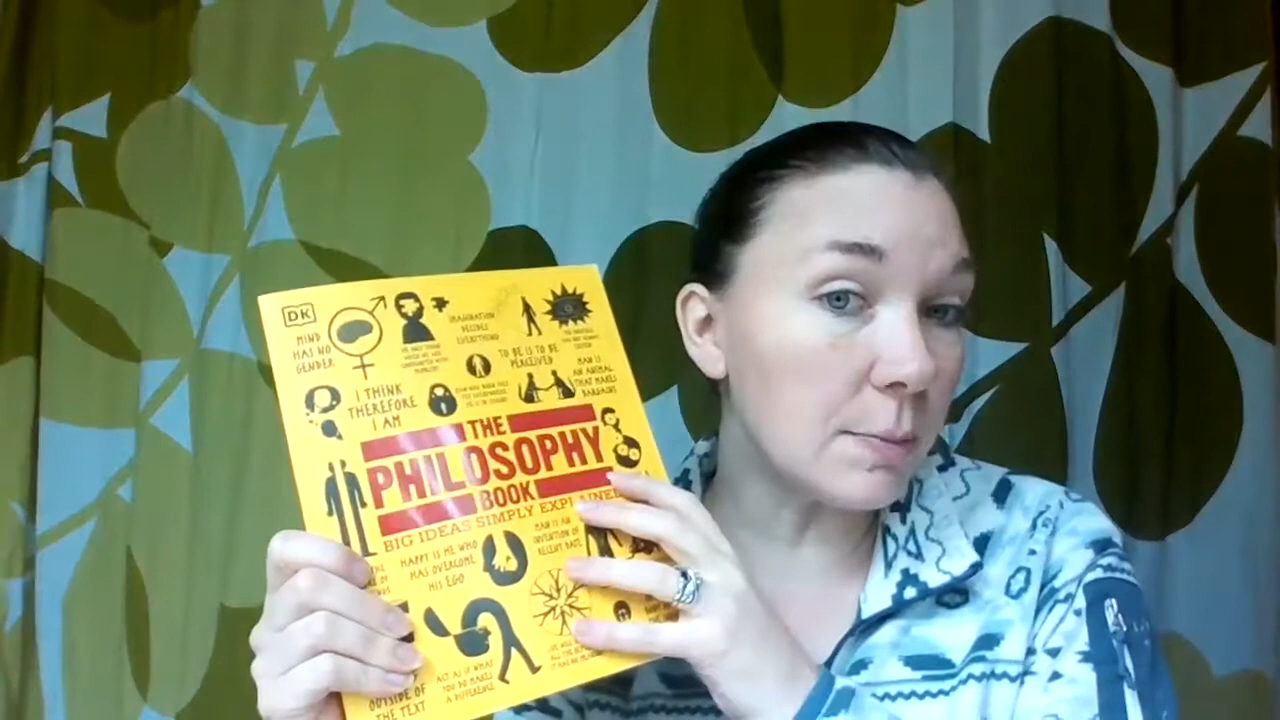 DK
MIND
HAS NO
GENDER
IMAGINATION
DECIDES
EVERYTHING
TO BE IS TO BE
PERCEIVED
MAN IS
AN ANIMAL
THAT MAKES
BARGAINS
I THINK
THEREFORE
I AM
THE
PHILOSOPHY
BOOK
BIG IDEAS SIMPLY
HAPPY IS HE WHO
HAS OVERCOME
HIS EGO
MAN IS AN
INVENTION OF
RECENT DATE
ACT AS IF WHAT
YOU DO MAKES
A DIFFERENCE
OUTSIDE OF
THE TEXT